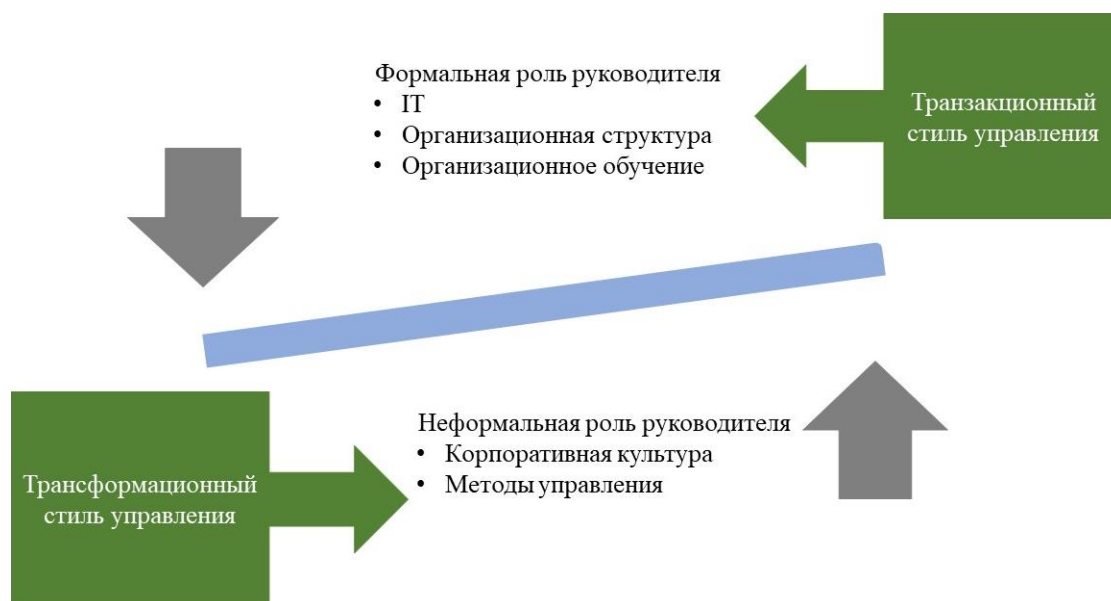 Формальная роль руководителя
• IT
• Организационная структура
• Организационное обучение
Транзакционный
стиль управления
Трансформационный
стиль управления
Неформальная роль руководителя
• Корпоративная культура
• Методы управления